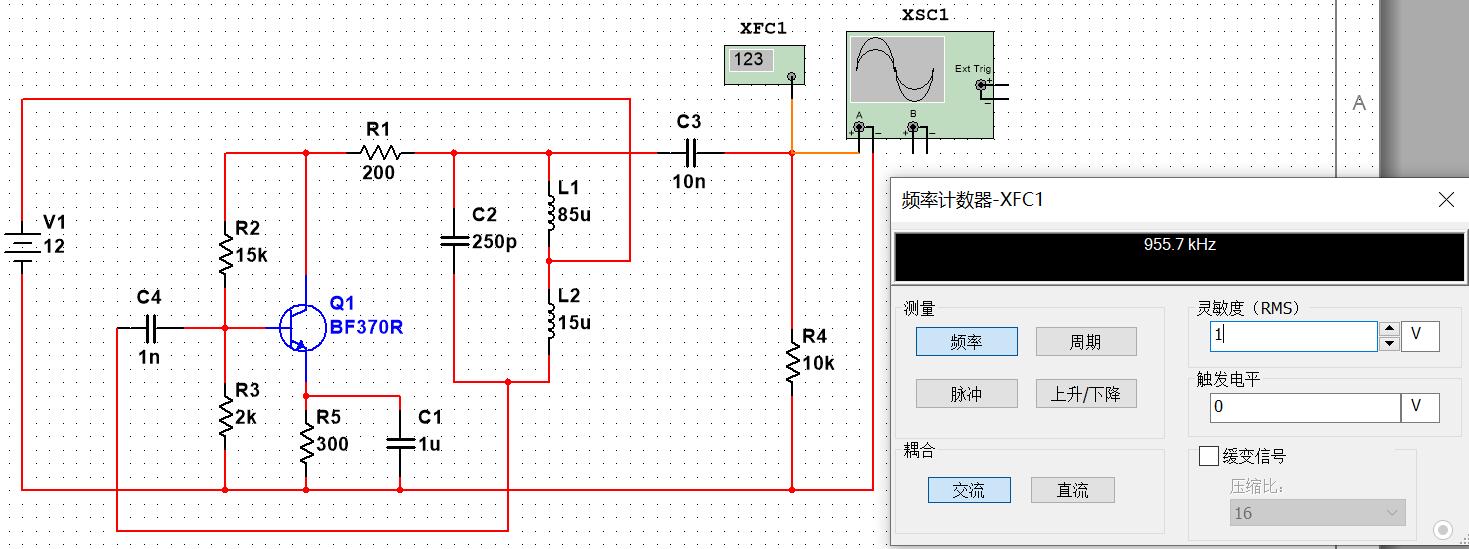 XFC1
123
XSC1
Ext Trig
+
−
A
B
+
−
+
−
A
V1
12
R1
200
C3
10n
R2
15k
C2
250p
L1
85u
L2
15u
C4
1n
Q1
BF370R
R3
2k
R5
300
C1
1u
R4
10k
频率计数器-XFC1
955.7 kHz
测量
频率
周期
脉冲
上升/下降
耦合
交流
直流
灵敏度（RMS）
1
V
触发电平
0
V
缓变信号
压缩比:
16